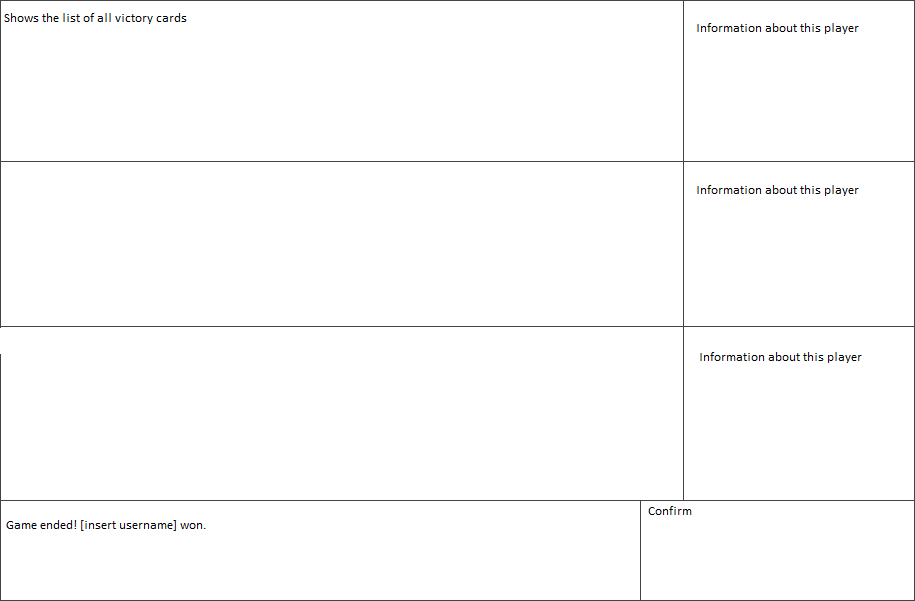 Shows the list of all victory cards
Information about this player
Information about this player
Information about this player
Game ended! [insert username] won.
Confirm